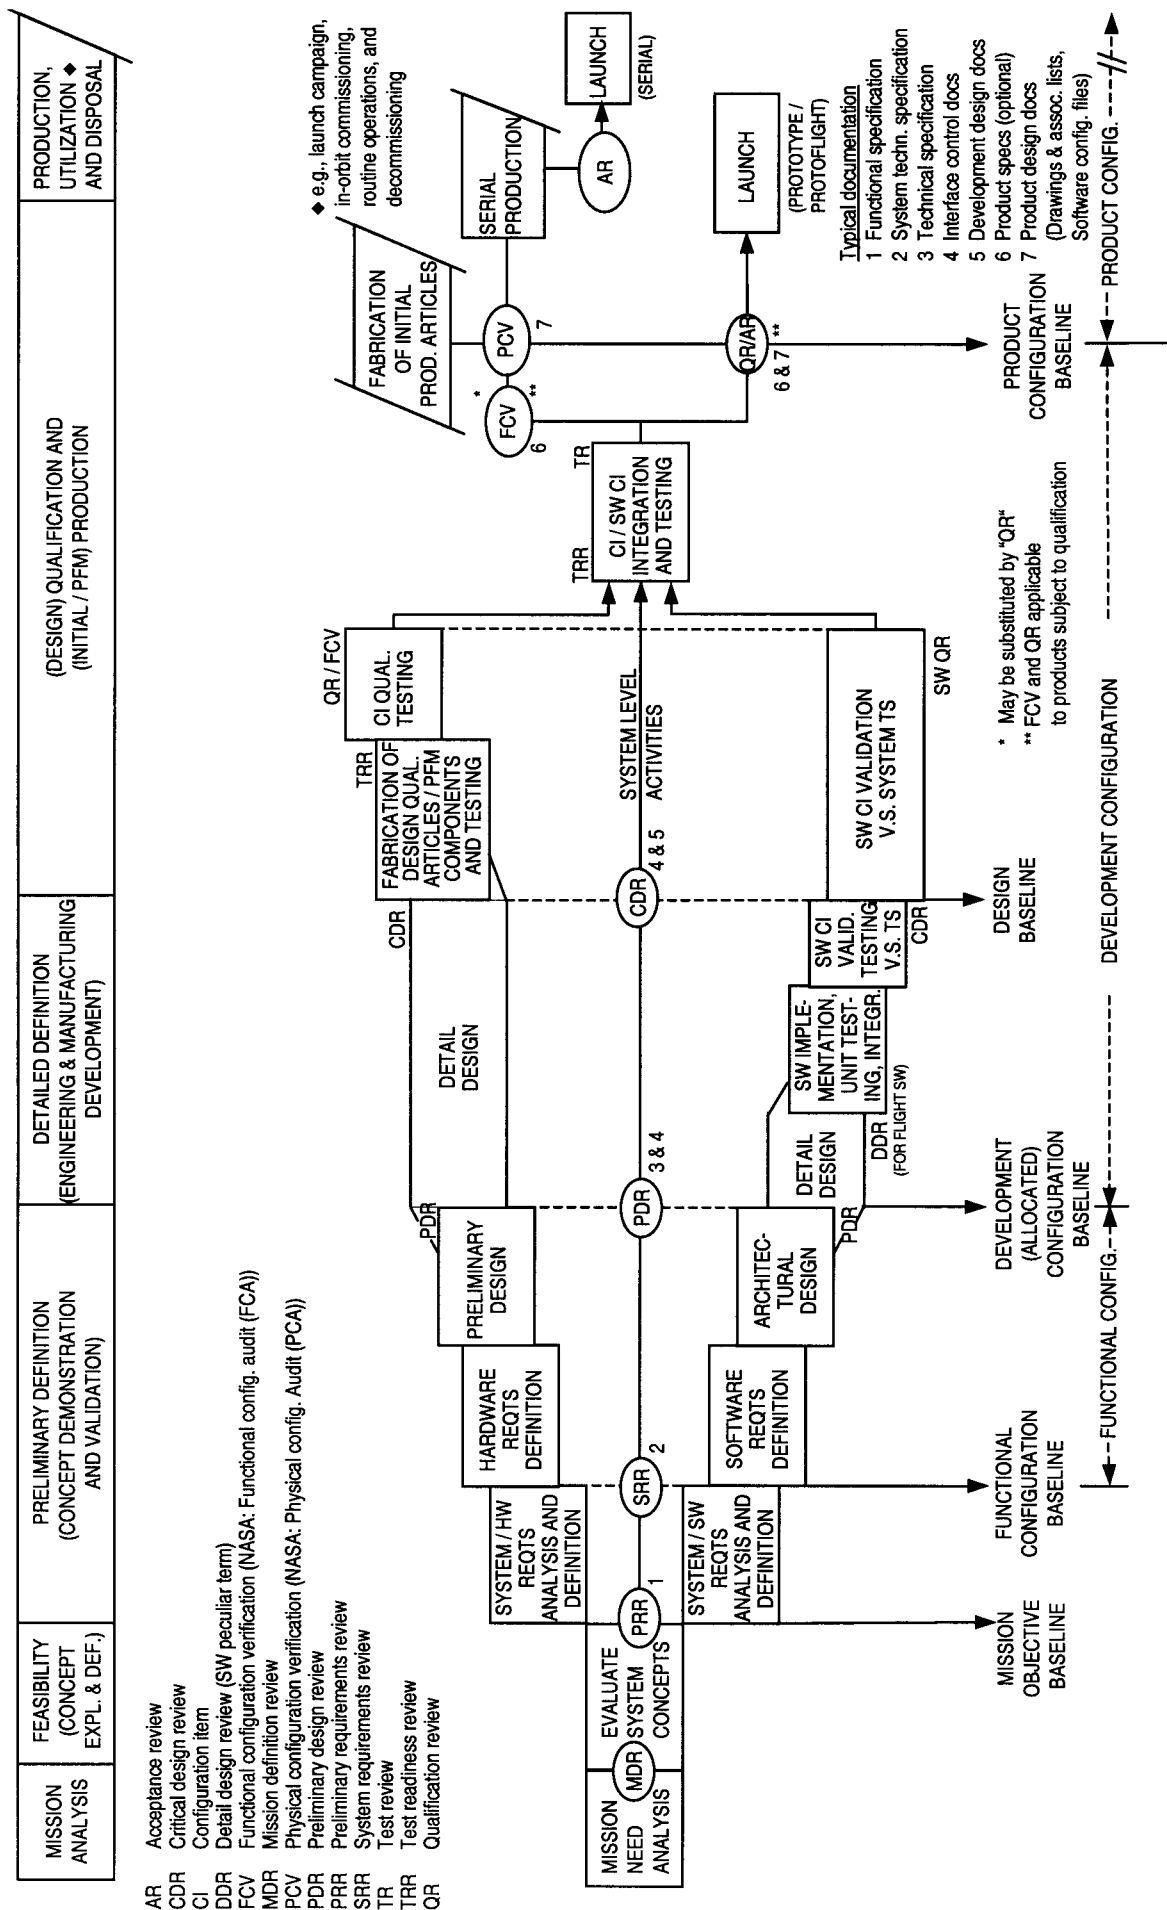 MISSION
ANALYSIS
FEASIBILITY
(CONCEPT
EXPL. & DEF.)
PRELIMINARY DEFINITION
(CONCEPT DEMONSTRATION
AND VALIDATION)
DETAILED DEFINITION
(ENGINEERING & MANUFACTURING
DEVELOPMENT)
(DESIGN) QUALIFICATION AND
(INITIAL / PFM) PRODUCTION
PRODUCTION,
UTILIZATION ◆
AND DISPOSAL
AR Acceptance review
CDR Critical design review
CI Configuration item
DDR Detail design review (SW peculiar term)
FCV Functional configuration verification (NASA: Functional config. audit (FCA))
MDR Mission definition review
PCV Physical configuration verification (NASA: Physical config. Audit (PCA))
PDR Preliminary design review
PRR Preliminary requirements review
SRR System requirements review
TR Test review
TRR Test readiness review
QR Qualification review
◆ e.g., launch campaign,
in-orbit commissioning,
routine operations, and
decommissioning
MISSION
NEED
ANALYSIS
MDR
EVALUATE
SYSTEM
CONCEPTS
PRR
1
SYSTEM / HW
REQTS
ANALYSIS AND
DEFINITION
SYSTEM / SW
REQTS
ANALYSIS AND
DEFINITION
SRR
2
HARDWARE
REQTS
DEFINITION
SOFTWARE
REQTS
DEFINITION
PRELIMINARY
DESIGN
PDR
ARCHITEC-
TURAL
DESIGN
PDR
PDR
3 & 4
DETAIL
DESIGN
CDR
DETAIL
DESIGN
DDR
(FOR FLIGHT SW)
SW IMPLE-
MENTATION,
UNIT TEST-
ING, INTEGR.
SW CI
VALID.
TESTING
V.S. TS
CDR
CDR
4 & 5
FABRICATION OF
DESIGN QUAL.
ARTICLES / PFM
COMPONENTS
AND TESTING
TRR
CI QUAL.
TESTING
QR / FCV
SYSTEM LEVEL
ACTIVITIES
SW CI VALIDATION
V.S. SYSTEM TS
SW QR
TRR
TR
CI / SW CI
INTEGRATION
AND TESTING
FCV
6
*
**
PCV
7
FABRICATION
OF INITIAL
PROD. ARTICLES
SERIAL
PRODUCTION
AR
LAUNCH
(SERIAL)
QR/AR
6 & 7
**
LAUNCH
(PROTOTYPE /
PROTOFLIGHT)
Typical documentation
1 Functional specification
2 System techn. specification
3 Technical specification
4 Interface control docs
5 Development design docs
6 Product specs (optional)
7 Product design docs
(Drawings & assoc. lists,
Software config. files)
* May be substituted by "QR"
** FCV and QR applicable
to products subject to qualification
MISSION
OBJECTIVE
BASELINE
FUNCTIONAL
CONFIGURATION
BASELINE
DEVELOPMENT
(ALLOCATED)
CONFIGURATION
BASELINE
DESIGN
BASELINE
PRODUCT
CONFIGURATION
BASELINE
FUNCTIONAL CONFIG.
DEVELOPMENT CONFIGURATION
PRODUCT CONFIG.